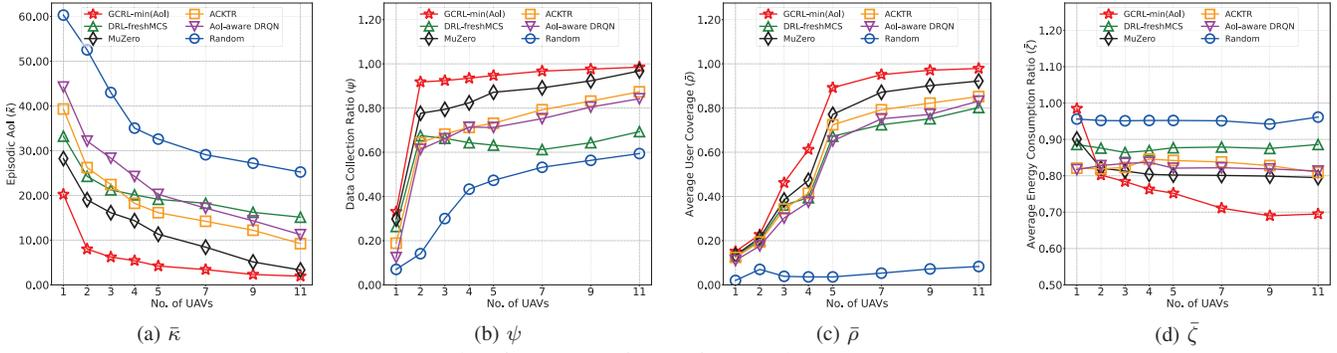 GCRL-min(AoI)
DRL-freshMCS
MuZero
ACKTR
AoI-aware DRQN
Random
Episodic AoI (κ̄)
60.00
50.00
40.00
30.00
20.00
10.00
0.00
1 2 3 4 5 7 9 11
No. of UAVs
(a) κ̄
GCRL-min(AoI)
DRL-freshMCS
MuZero
ACKTR
AoI-aware DRQN
Random
Data Collection Ratio (ψ)
1.20
1.00
0.80
0.60
0.40
0.20
0.00
1 2 3 4 5 7 9 11
No. of UAVs
(b) ψ
GCRL-min(AoI)
DRL-freshMCS
MuZero
ACKTR
AoI-aware DRQN
Random
Average User Coverage (ρ̄)
1.20
1.00
0.80
0.60
0.40
0.20
0.00
1 2 3 4 5 7 9 11
No. of UAVs
(c) ρ̄
GCRL-min(AoI)
DRL-freshMCS
MuZero
ACKTR
AoI-aware DRQN
Random
Average Energy Consumption Ratio (ζ̄)
1.20
1.10
1.00
0.90
0.80
0.70
0.60
0.50
1 2 3 4 5 7 9 11
No. of UAVs
(d) ζ̄